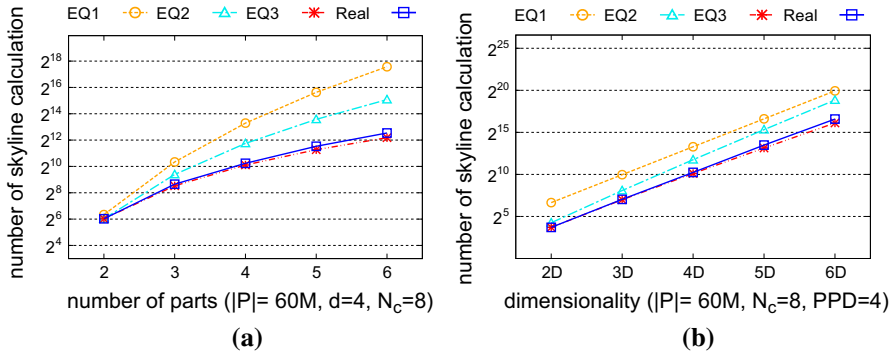 EQ1 EQ2 EQ3 Real
number of skyline calculation
2^18
2^16
2^14
2^12
2^10
2^8
2^6
2^4
2 3 4 5 6
number of parts (|P|= 60M, d=4, N_c=8)
(a)
EQ1 EQ2 EQ3 Real
number of skyline calculation
2^25
2^20
2^15
2^10
2^5
2D 3D 4D 5D 6D
dimensionality (|P|= 60M, N_c=8, PPD=4)
(b)